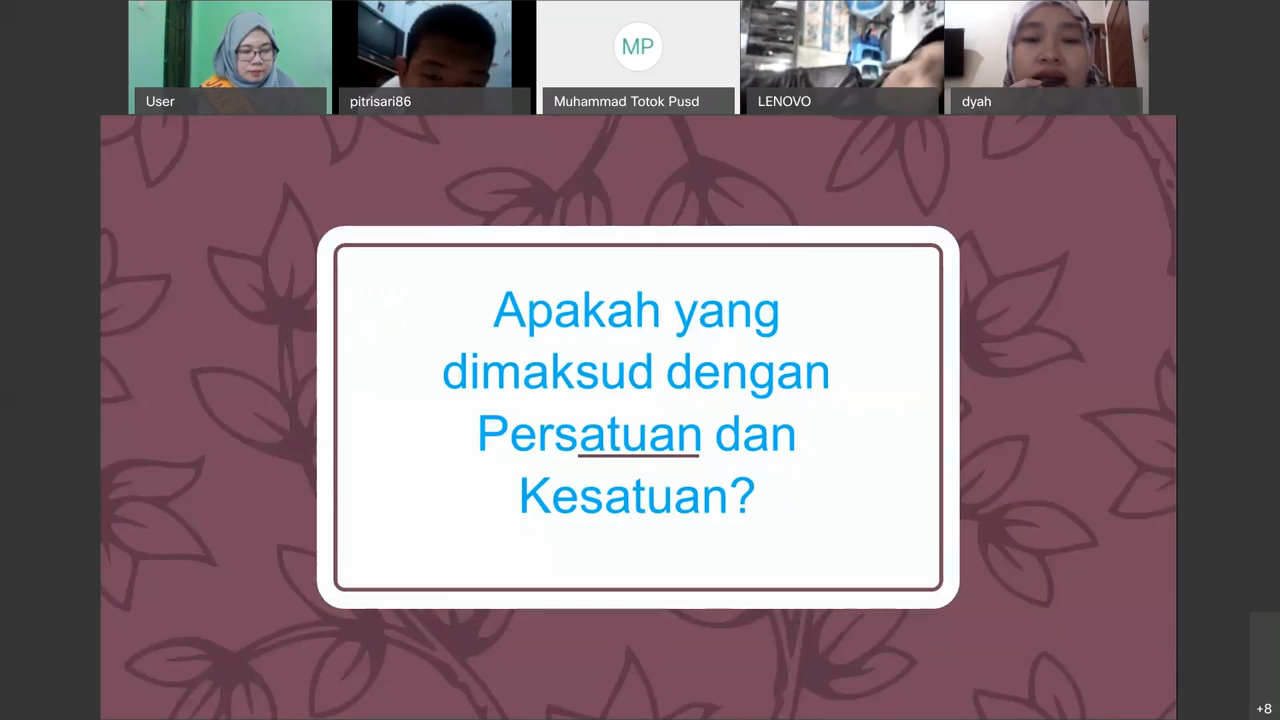 MP
User
pitrisari86
Muhammad Totok Pusd
LENOVO
dyah
Apakah yang
dimaksud dengan
Persatuan dan
Kesatuan?
+8